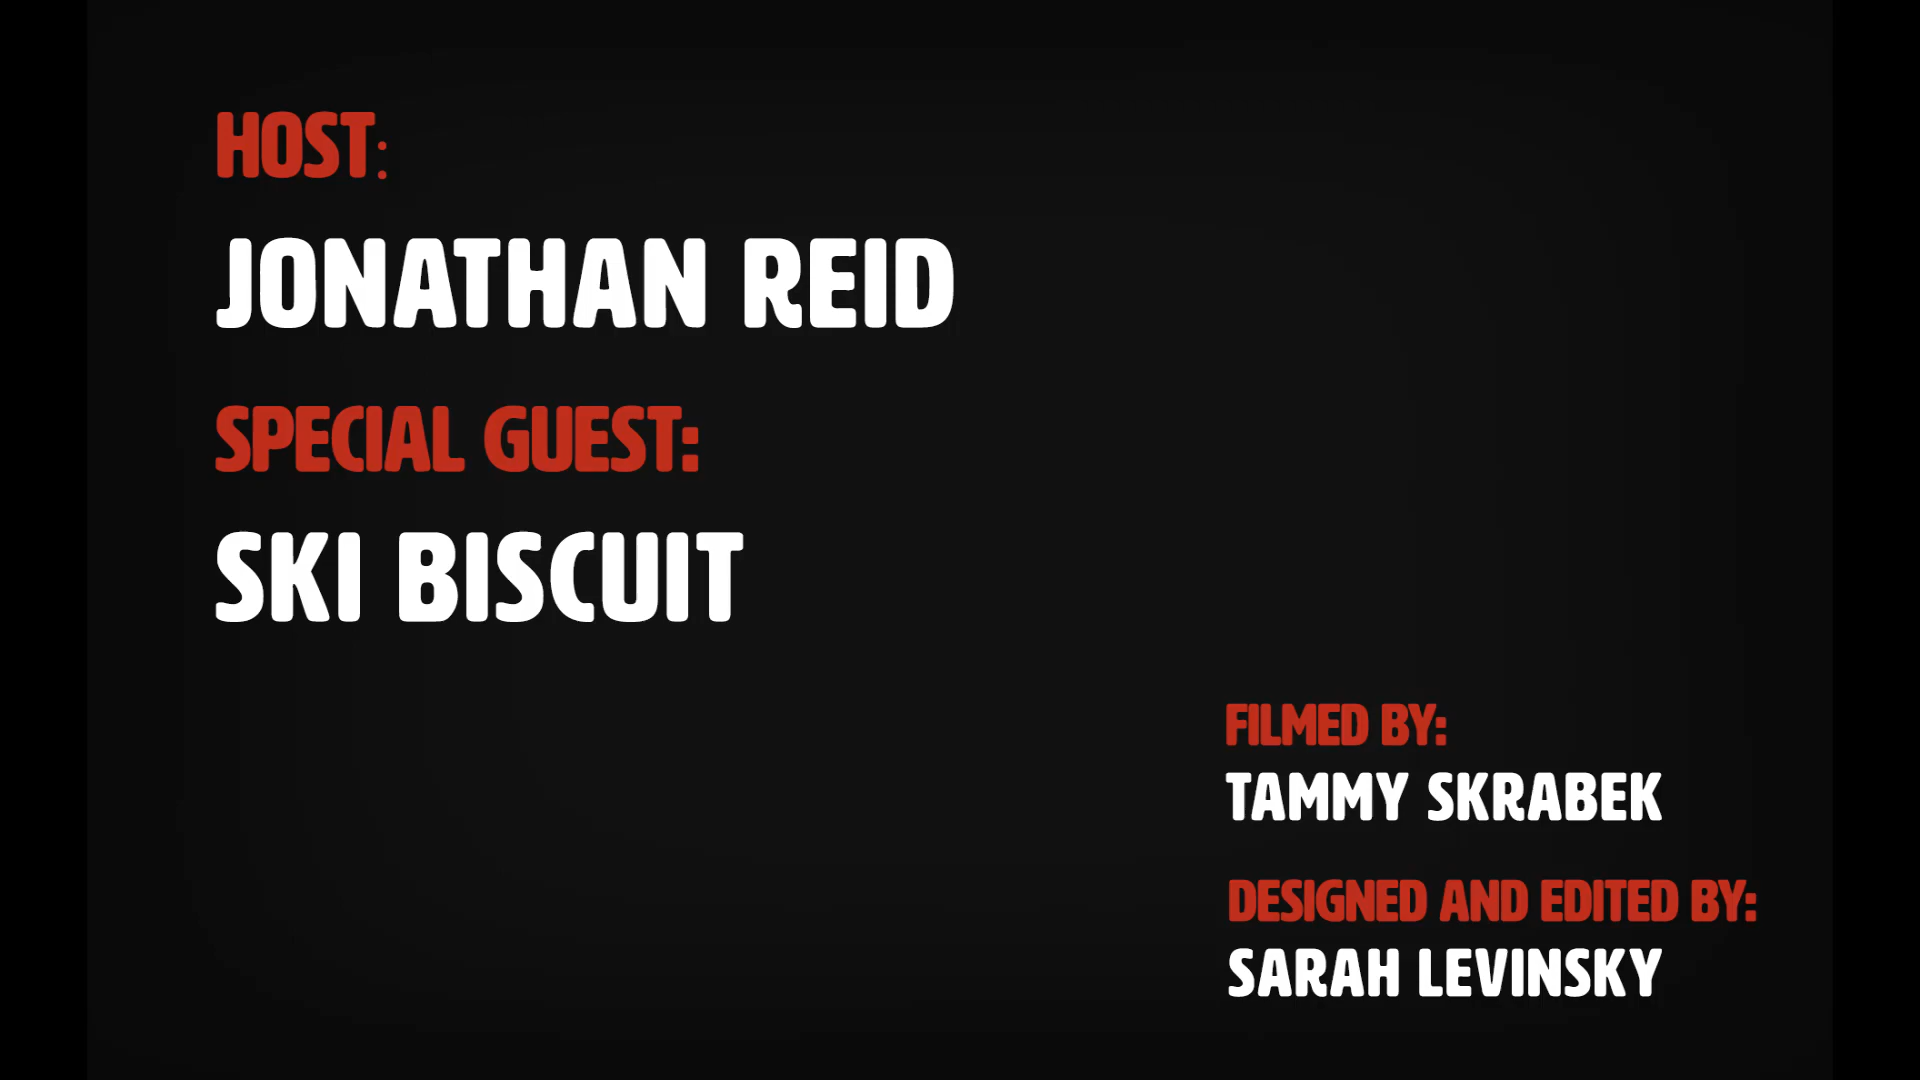 HOST:
JONATHAN REID
SPECIAL GUEST:
SKI BISCUIT
FILMED BY:
TAMMY SKRABEK
DESIGNED AND EDITED BY:
SARAH LEVINSKY